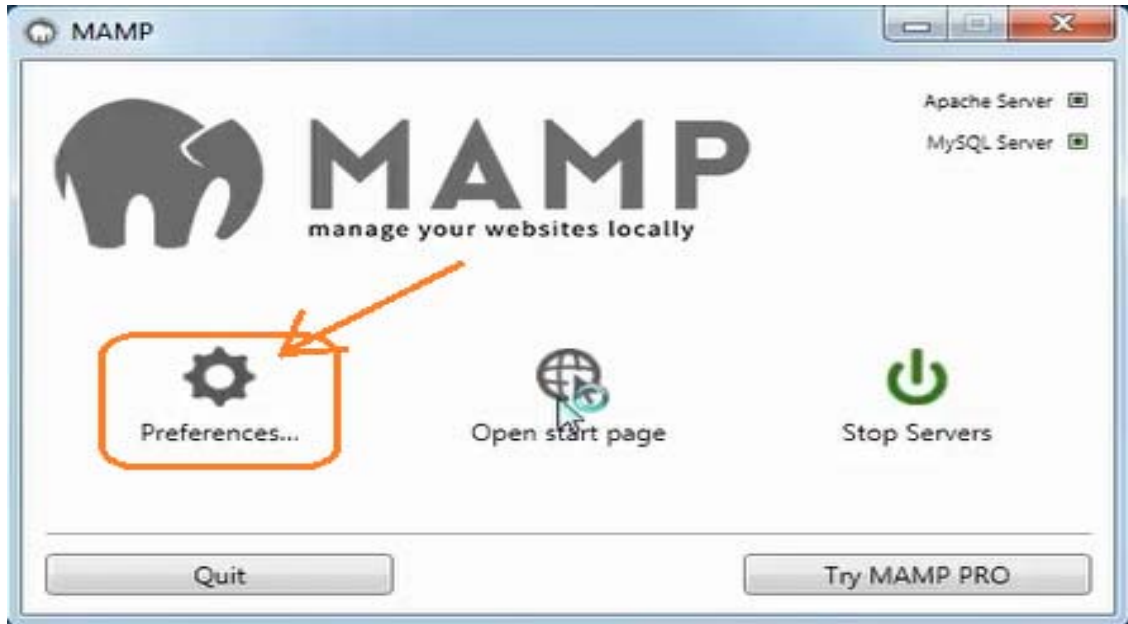 MAMP
Apache Server
MySQL Server
MAMP
manage your websites locally
Preferences...
Open start page
Stop Servers
Quit
Try MAMP PRO